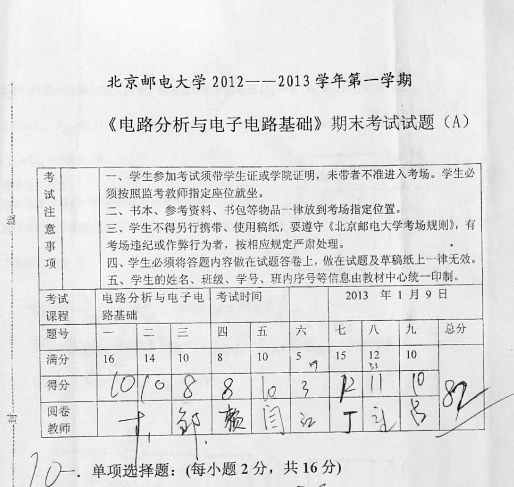 北京邮电大学 2012——2013 学年第一学期
《电路分析与电子电路基础》期末考试试题（A）
考试注意事项
一、学生参加考试须带学生证或学院证明，未带者不准进入考场。学生必
须按照监考教师指定座位就坐。
二、书本、参考资料、书包等物品一律放到考场指定位置。
三、学生不得另行携带、使用稿纸，要遵守《北京邮电大学考场规则》，有
考场违纪或作弊行为者，按相应规定严肃处理。
四、学生必须将答题内容做在试题答卷上，做在试题及草稿纸上一律无效。
五、学生的姓名、班级、学号、班内序号等信息由教材中心统一印制。
考试课程 电路分析与电子电路基础 考试时间 2013 年 1 月 9 日
题号 一 二 三 四 五 六 七 八 九 总分
满分 16 14 10 8 10 5 15 12 10
得分 10 10 8 8 10 3 12 11 10 82
阅卷教师 邹 赖 闫 江 丁
10 一. 单项选择题：(每小题 2 分，共 16 分)